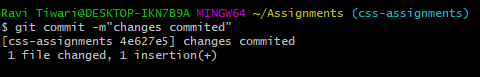 Ravi Tiwari@DESKTOP-IKN7B9A MINGW64 ~/Assignments (css-assignments)
$ git commit -m"changes commited"
[css-assignments 4e627e5] changes commited
 1 file changed, 1 insertion(+)